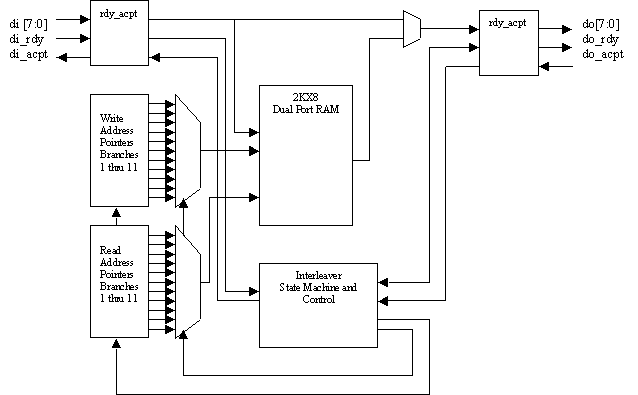 di [7:0]
di_rdy
di_acpt
rdy_acpt
rdy_acpt
do[7:0]
do_rdy
do_acpt
2KX8
Dual Port RAM
Write
Address
Pointers
Branches
1 thru 11
Read
Address
Pointers
Branches
1 thru 11
Interleaver
State Machine and
Control